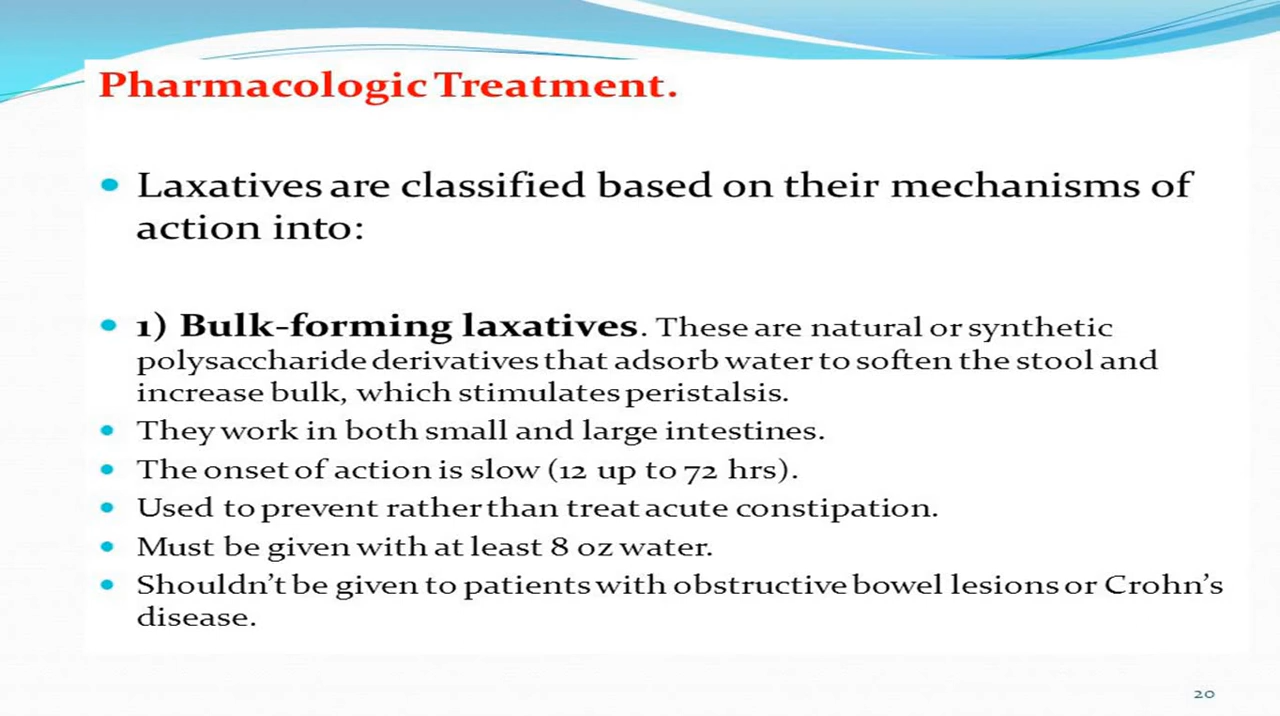 Pharmacologic Treatment.
• Laxatives are classified based on their mechanisms of
action into:
• 1) Bulk-forming laxatives. These are natural or synthetic
polysaccharide derivatives that adsorb water to soften the stool and
increase bulk, which stimulates peristalsis.
• They work in both small and large intestines.
• The onset of action is slow (12 up to 72 hrs).
• Used to prevent rather than treat acute constipation.
• Must be given with at least 8 oz water.
• Shouldn't be given to patients with obstructive bowel lesions or Crohn's
disease.
20